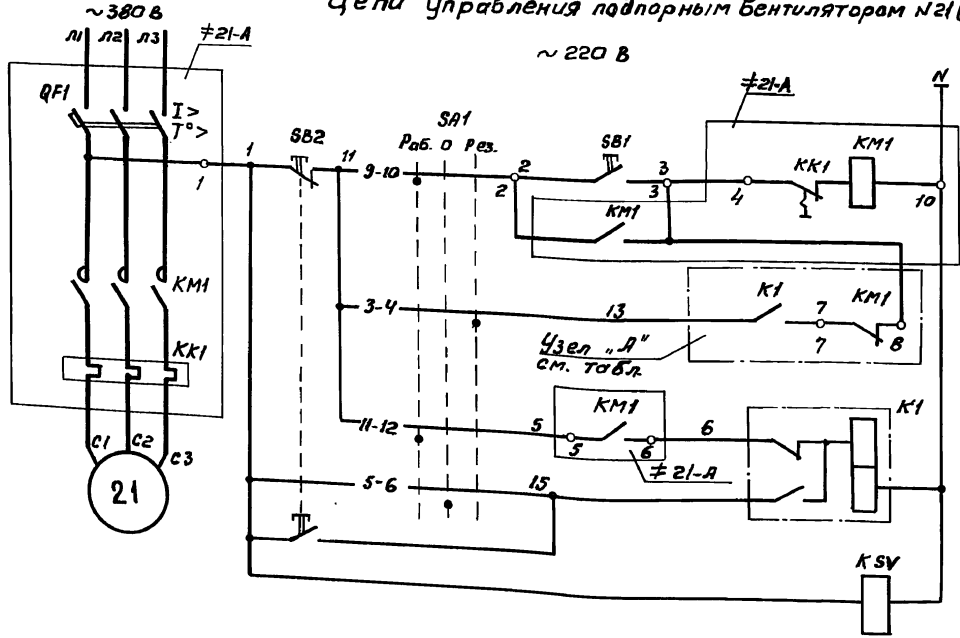 Цепи управления подпорным вентилятором N21
~380 В
Л1 Л2 Л3
≠21-А
~220 В
QF1
I>
T°>
1
1
SB2
11
SA1
Раб. 0 Рез.
9-10
2
2
SB1
3
3
4
≠21-А
KK1
KM1
N
10
KM1
KM1
KK1
3-4
13
K1
7
7
KM1
8
Узел „А"
см. табл.
11-12
5
5
KM1
6
6
≠21-А
K1
C1
C2
C3
21
5-6
15
KSV